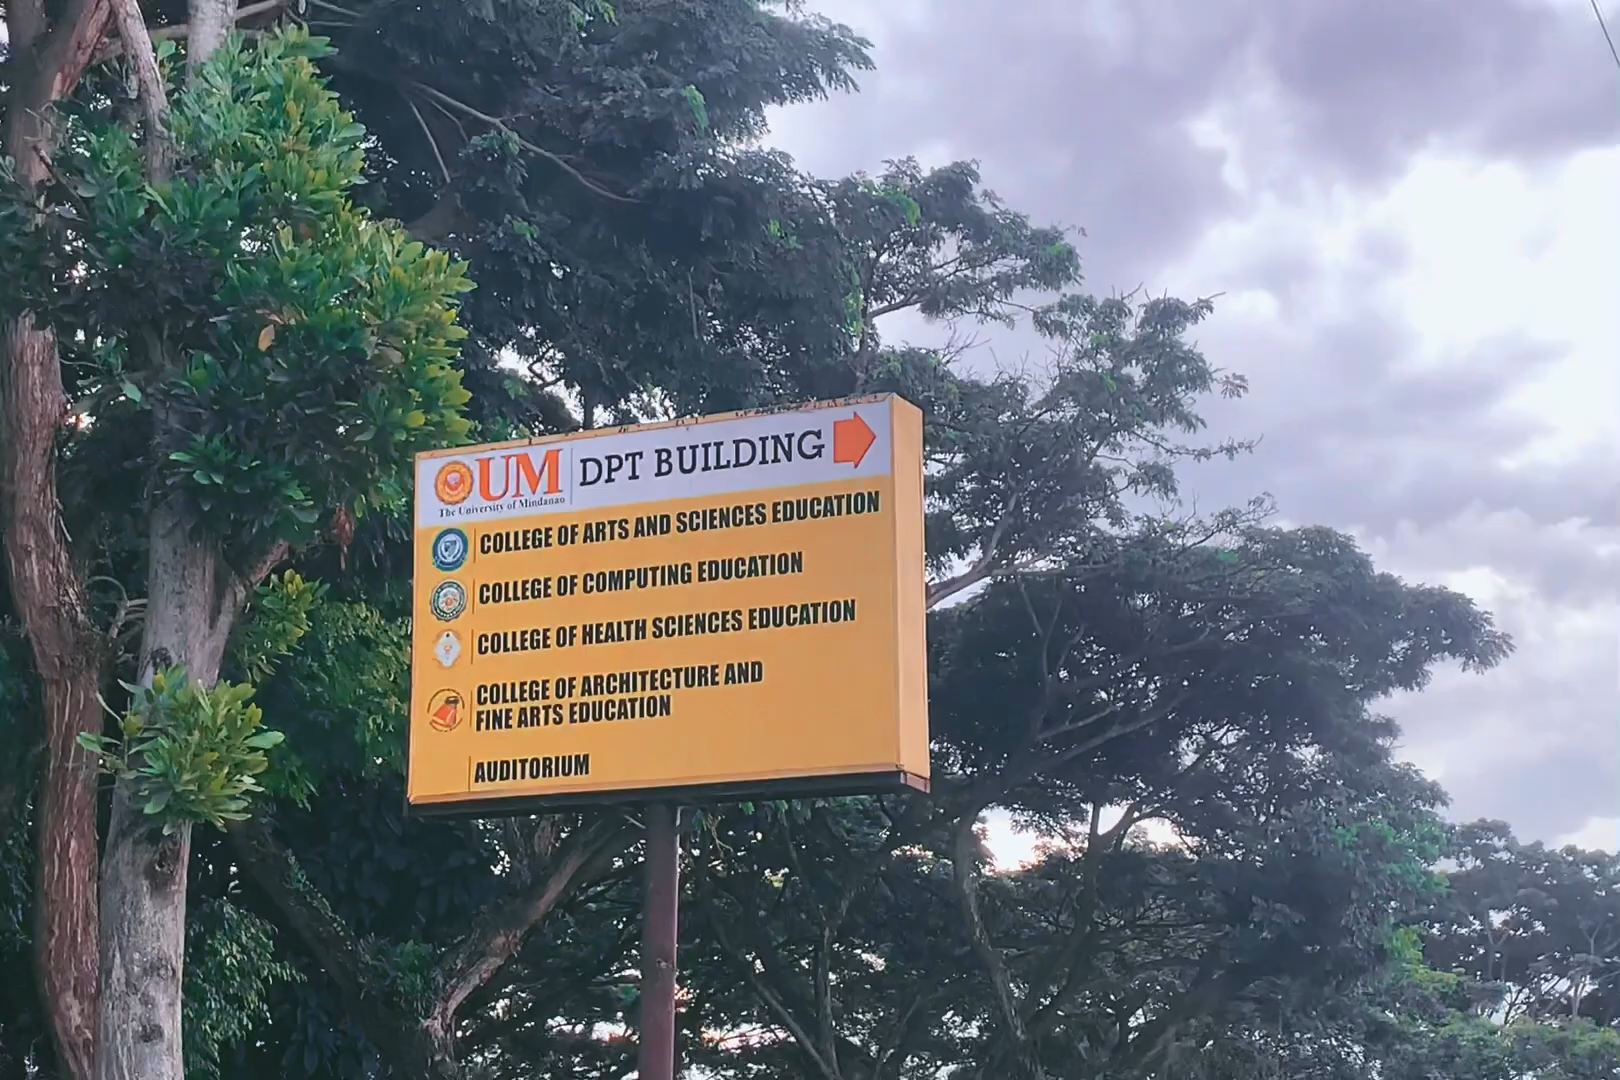 UM
The University of Mindanao
DPT BUILDING
COLLEGE OF ARTS AND SCIENCES EDUCATION
COLLEGE OF COMPUTING EDUCATION
COLLEGE OF HEALTH SCIENCES EDUCATION
COLLEGE OF ARCHITECTURE AND
FINE ARTS EDUCATION
AUDITORIUM